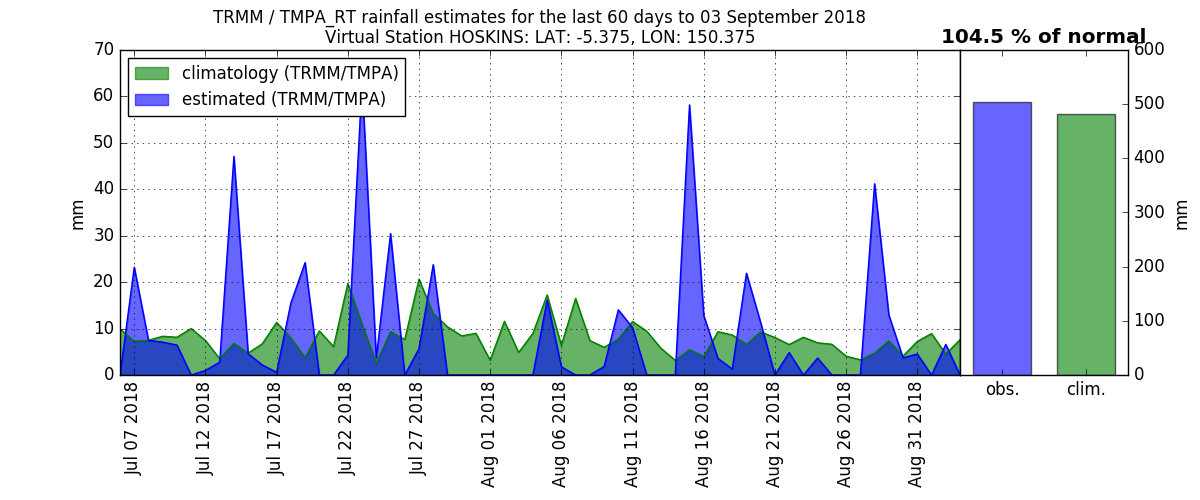 TRMM / TMPA_RT rainfall estimates for the last 60 days to 03 September 2018
Virtual Station HOSKINS: LAT: -5.375, LON: 150.375
104.5 % of normal
climatology (TRMM/TMPA)
estimated (TRMM/TMPA)
70
60
50
40
30
20
10
0
mm
Jul 07 2018
Jul 12 2018
Jul 17 2018
Jul 22 2018
Jul 27 2018
Aug 01 2018
Aug 06 2018
Aug 11 2018
Aug 16 2018
Aug 21 2018
Aug 26 2018
Aug 31 2018
obs.
clim.
600
500
400
300
200
100
0
mm